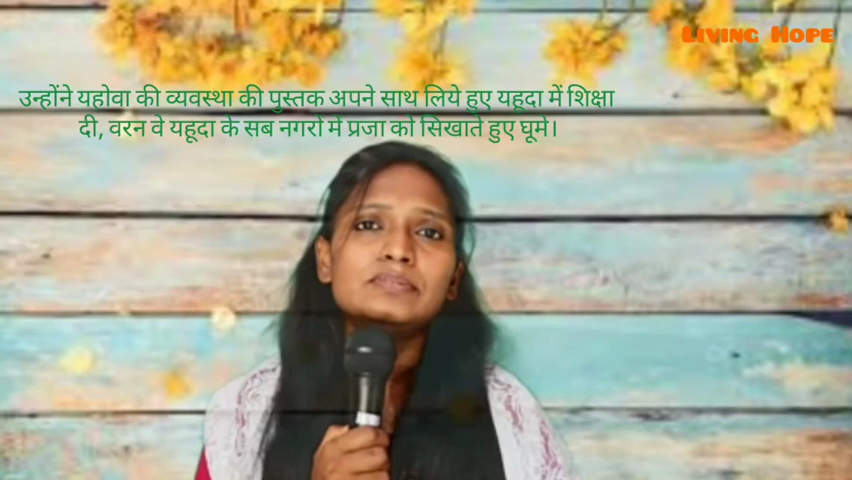 Living Hope
उन्होंने यहोवा की व्यवस्था की पुस्तक अपने साथ लिये हुए यहूदा में शिक्षा
दी, वरन वे यहूदा के सब नगरों में प्रजा को सिखाते हुए घूमे।